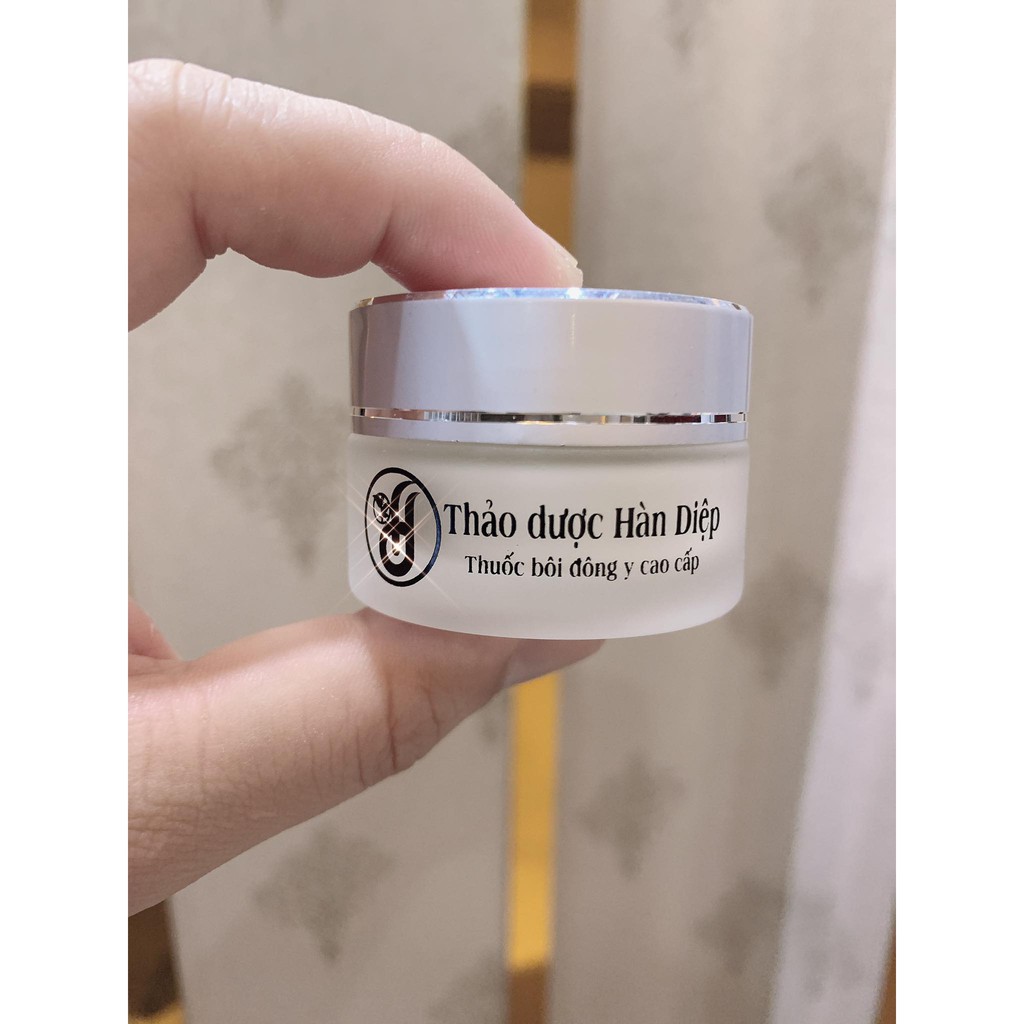 Thảo dược Hàn Diệp
Thuốc bôi đông y cao cấp